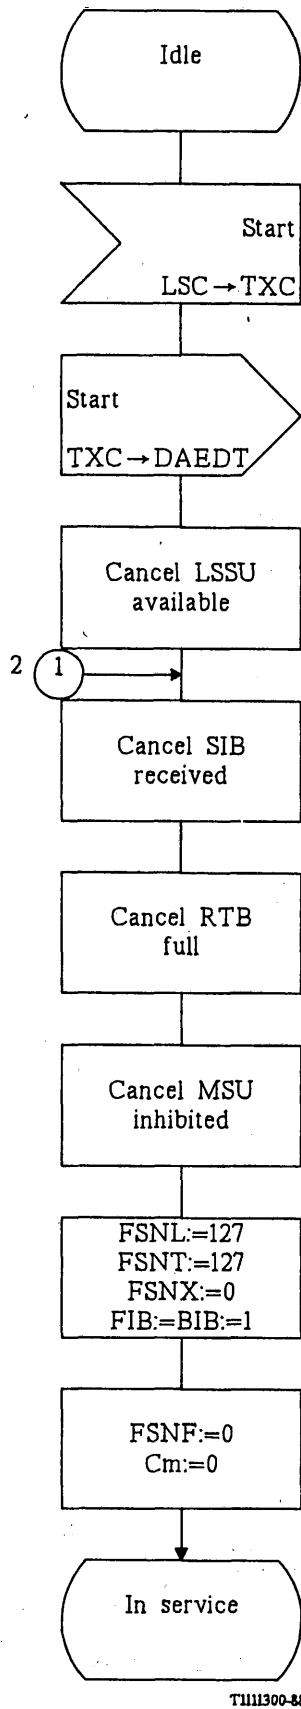 Idle
Start
LSC→TXC
Start
TXC→DAEDT
Cancel LSSU
available
2 1
Cancel SIB
received
Cancel RTB
full
Cancel MSU
inhibited
FSNL:=127
FSNT:=127
FSNX:=0
FIB:=BIB:=1
FSNF:=0
Cm:=0
In service